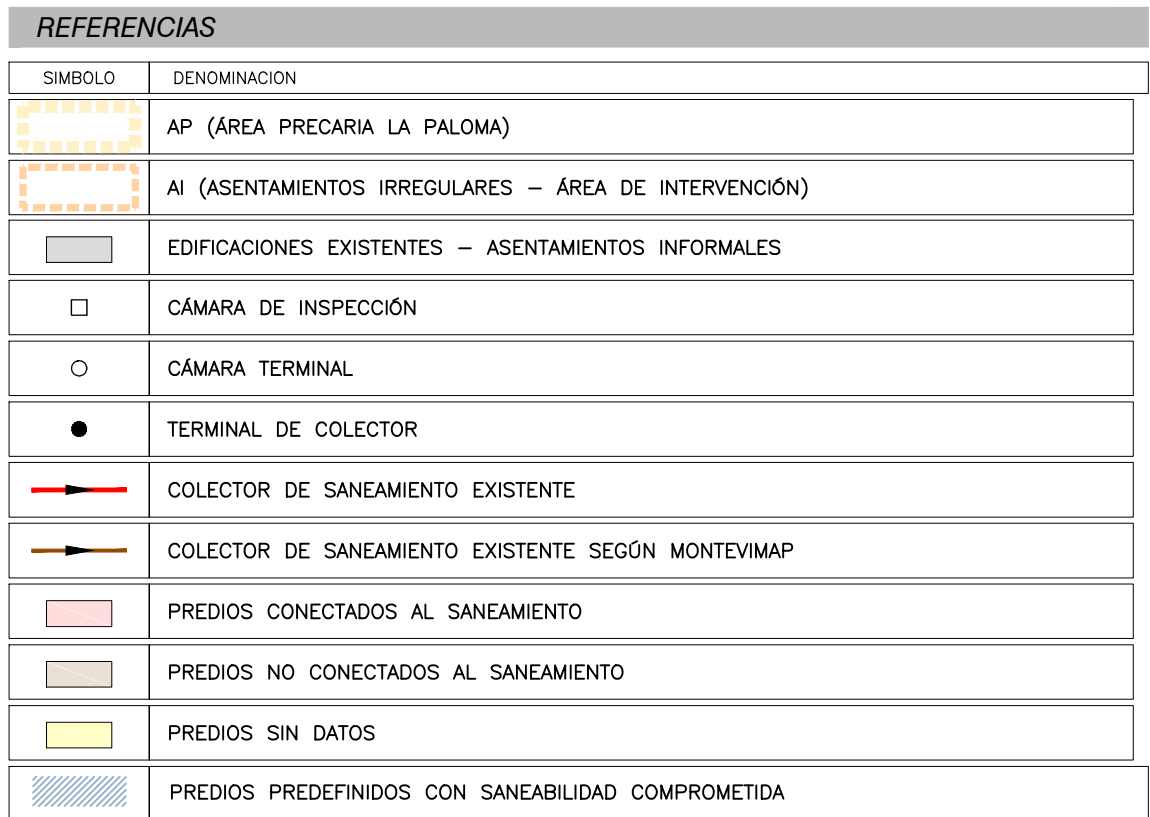 REFERENCIAS
SIMBOLO DENOMINACION
AP (ÁREA PRECARIA LA PALOMA)
AI (ASENTAMIENTOS IRREGULARES – ÁREA DE INTERVENCIÓN)
EDIFICACIONES EXISTENTES – ASENTAMIENTOS INFORMALES
CÁMARA DE INSPECCIÓN
CÁMARA TERMINAL
TERMINAL DE COLECTOR
COLECTOR DE SANEAMIENTO EXISTENTE
COLECTOR DE SANEAMIENTO EXISTENTE SEGÚN MONTEVIMAP
PREDIOS CONECTADOS AL SANEAMIENTO
PREDIOS NO CONECTADOS AL SANEAMIENTO
PREDIOS SIN DATOS
PREDIOS PREDEFINIDOS CON SANEABILIDAD COMPROMETIDA